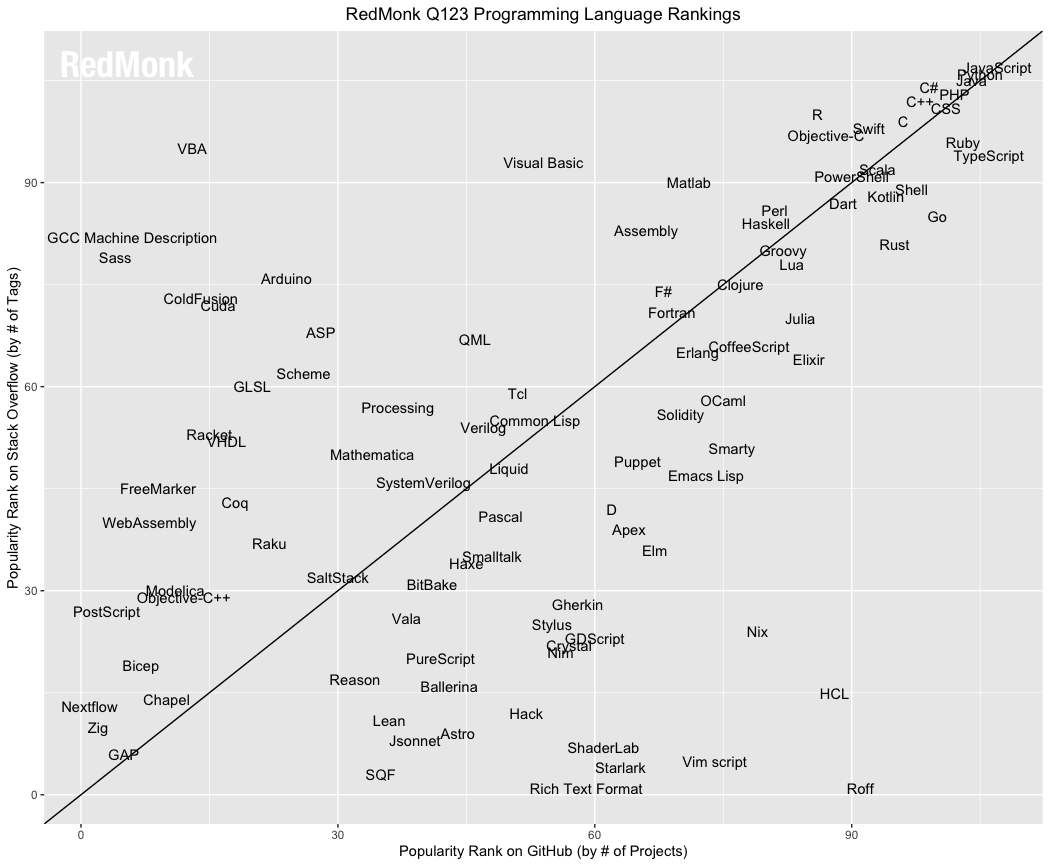 RedMonk Q123 Programming Language Rankings
RedMonk
JavaScript
Python
Java
C#
PHP
C++
CSS
R
C
Swift
Objective-C
Ruby
VBA
TypeScript
Visual Basic
Scala
PowerShell
Matlab
90
Shell
Kotlin
Dart
Perl
Go
Haskell
Assembly
GCC Machine Description
Rust
Groovy
Sass
Lua
Arduino
Clojure
F#
ColdFusion
Cuda
Fortran
Julia
ASP
QML
CoffeeScript
Erlang
Elixir
Scheme
GLSL
60
Tcl
OCaml
Processing
Solidity
Common Lisp
Verilog
Racket
VHDL
Smarty
Mathematica
Puppet
Liquid
Emacs Lisp
SystemVerilog
FreeMarker
Coq
D
Pascal
WebAssembly
Apex
Raku
Elm
Smalltalk
Haxe
SaltStack
BitBake
Modelica
30
Objective-C++
Gherkin
PostScript
Vala
Stylus
Nix
GDScript
Crystal
Nim
PureScript
Bicep
Reason
Ballerina
HCL
Chapel
Nextflow
Hack
Lean
Zig
Astro
Jsonnet
ShaderLab
GAP
Vim script
Starlark
SQF
Rich Text Format
Roff
0
0
30
60
90
Popularity Rank on GitHub (by # of Projects)
Popularity Rank on Stack Overflow (by # of Tags)